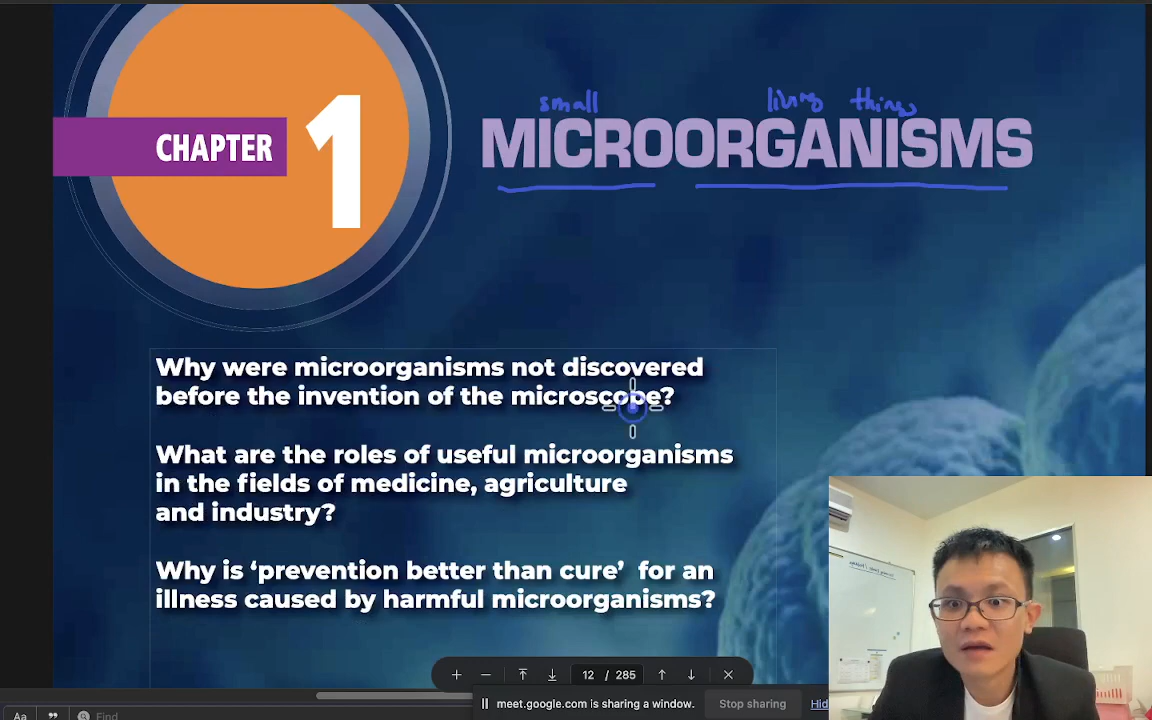 small living things
MICROORGANISMS
CHAPTER 1
Why were microorganisms not discovered
before the invention of the microscope?
What are the roles of useful microorganisms
in the fields of medicine, agriculture
and industry?
Why is ‘prevention better than cure’ for an
illness caused by harmful microorganisms?
12 / 285
meet.google.com is sharing a window.
Stop sharing
Hid
Aa
Find